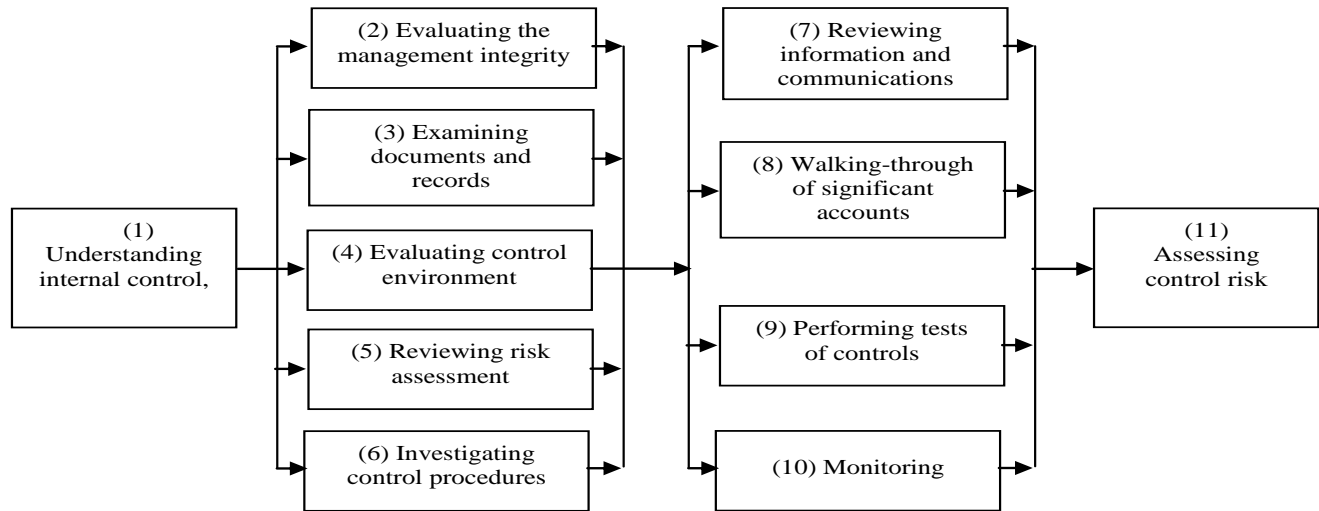 (1)
Understanding
internal control,
(2) Evaluating the
management integrity
(3) Examining
documents and
records
(4) Evaluating control
environment
(5) Reviewing risk
assessment
(6) Investigating
control procedures
(7) Reviewing
information and
communications
(8) Walking-through
of significant
accounts
(9) Performing tests
of controls
(10) Monitoring
(11)
Assessing
control risk